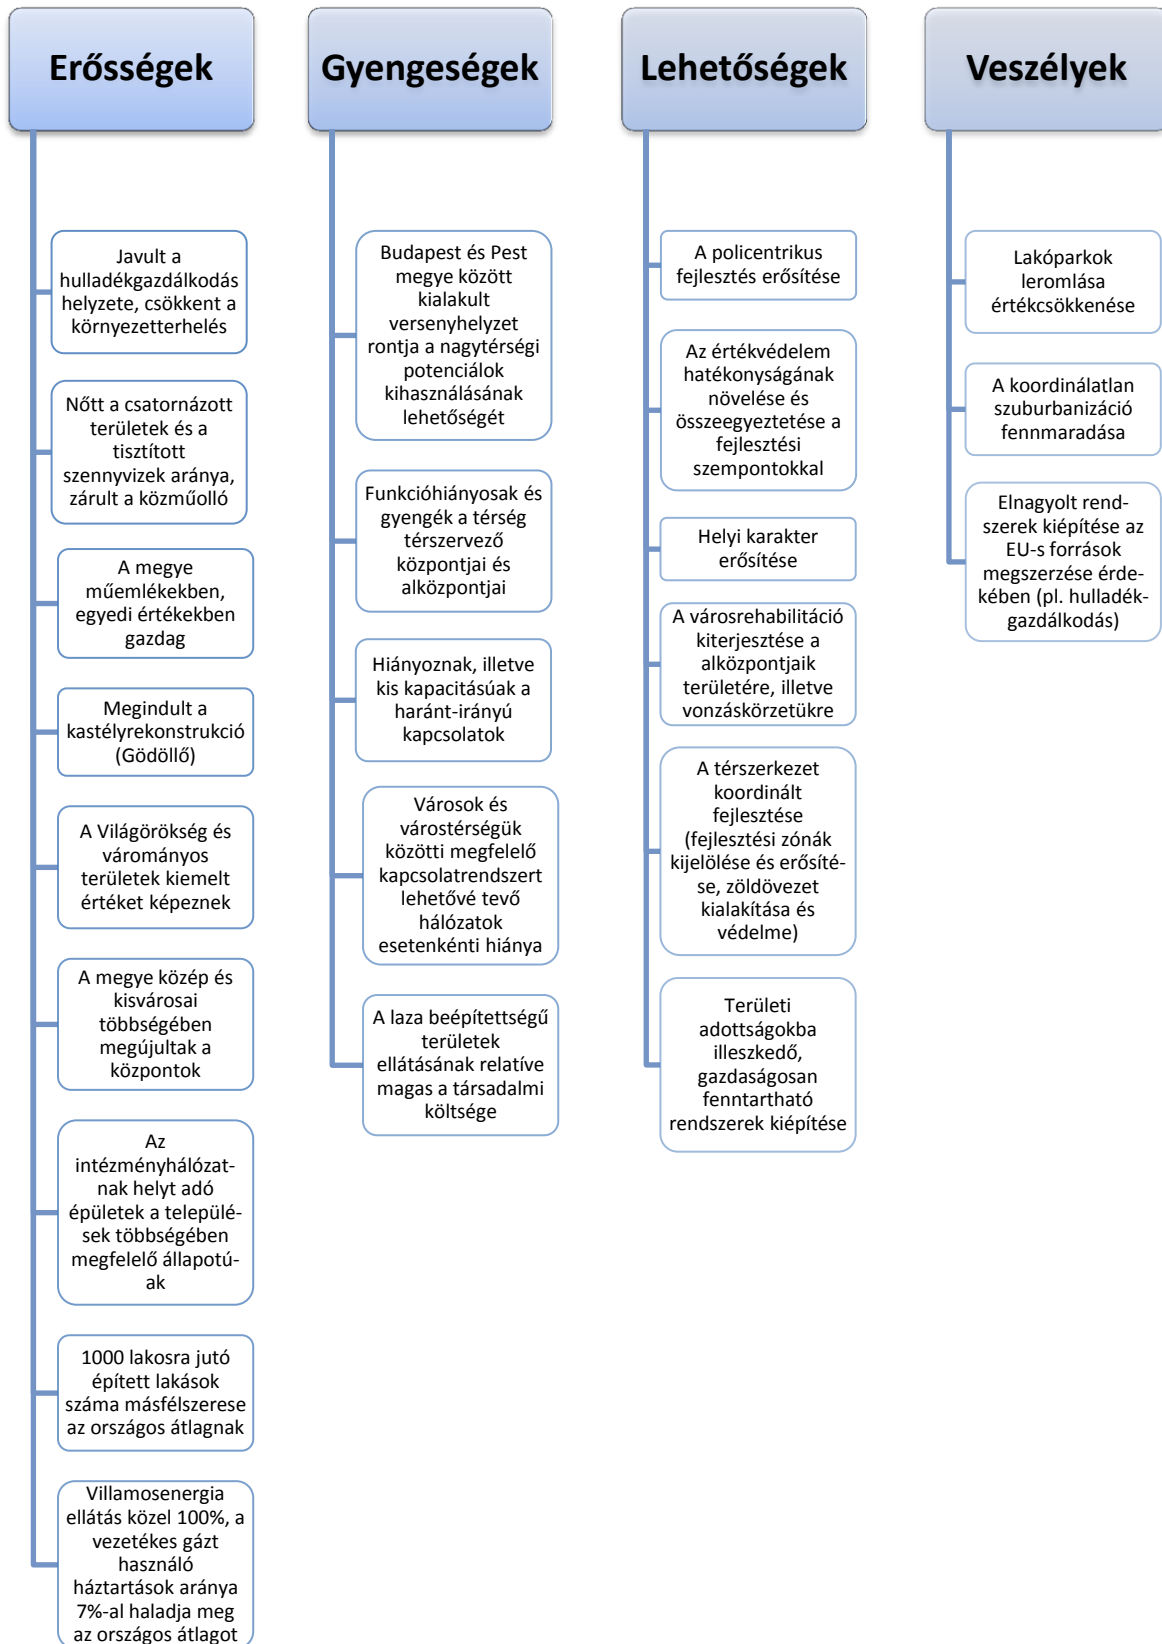 Erősségek
Javult a
hulladékgazdálkodás
helyzete, csökkent a
környezetterhelés
Nőtt a csatornázott
területek és a
tisztított
szennyvizek aránya,
zárult a közműolló
A megye
műemlékekben,
egyedi értékekben
gazdag
Megindult a
kastélyrekonstrukció
(Gödöllő)
A Világörökség és
várományos
területek kiemelt
értéket képeznek
A megye közép és
kisvárosai
többségében
megújultak a
központok
Az
intézményhálózat-
nak helyt adó
épületek a települé-
sek többségében
megfelelő állapotú-
ak
1000 lakosra jutó
épített lakások
száma másfélszerese
az országos átlagnak
Villamosenergia
ellátás közel 100%, a
vezetékes gázt
használó
háztartások aránya
7%-al haladja meg
az országos átlagot
Gyengeségek
Budapest és Pest
megye között
kialakult
versenyhelyzet
rontja a nagytérségi
potenciálok
kihasználásának
lehetőségét
Funkcióhiányosak és
gyengék a térség
térszervező
központjai és
alközpontjai
Hiányoznak, illetve
kis kapacitásúak a
haránt-irányú
kapcsolatok
Városok és
várostérségük
közötti megfelelő
kapcsolatrendszert
lehetővé tevő
hálózatok
esetenkénti hiánya
A laza beépítettségű
területek
ellátásának relatíve
magas a társadalmi
költsége
Lehetőségek
A policentrikus
fejlesztés erősítése
Az értékvédelem
hatékonyságának
növelése és
összeegyeztetése a
fejlesztési
szempontokkal
Helyi karakter
erősítése
A városrehabilitáció
kiterjesztése a
alközpontjaik
területére, illetve
vonzáskörzetükre
A térszerkezet
koordinált
fejlesztése
(fejlesztési zónák
kijelölése és erősíté-
se, zöldövezet
kialakítása és
védelme)
Területi
adottságokba
illeszkedő,
gazdaságosan
fenntartható
rendszerek kiépítése
Veszélyek
Lakóparkok
leromlása
értékcsökkenése
A koordinálatlan
szuburbanizáció
fennmaradása
Elnagyolt rend-
szerek kiépítése az
EU-s források
megszerzése érde-
kében (pl. hulladék-
gazdálkodás)